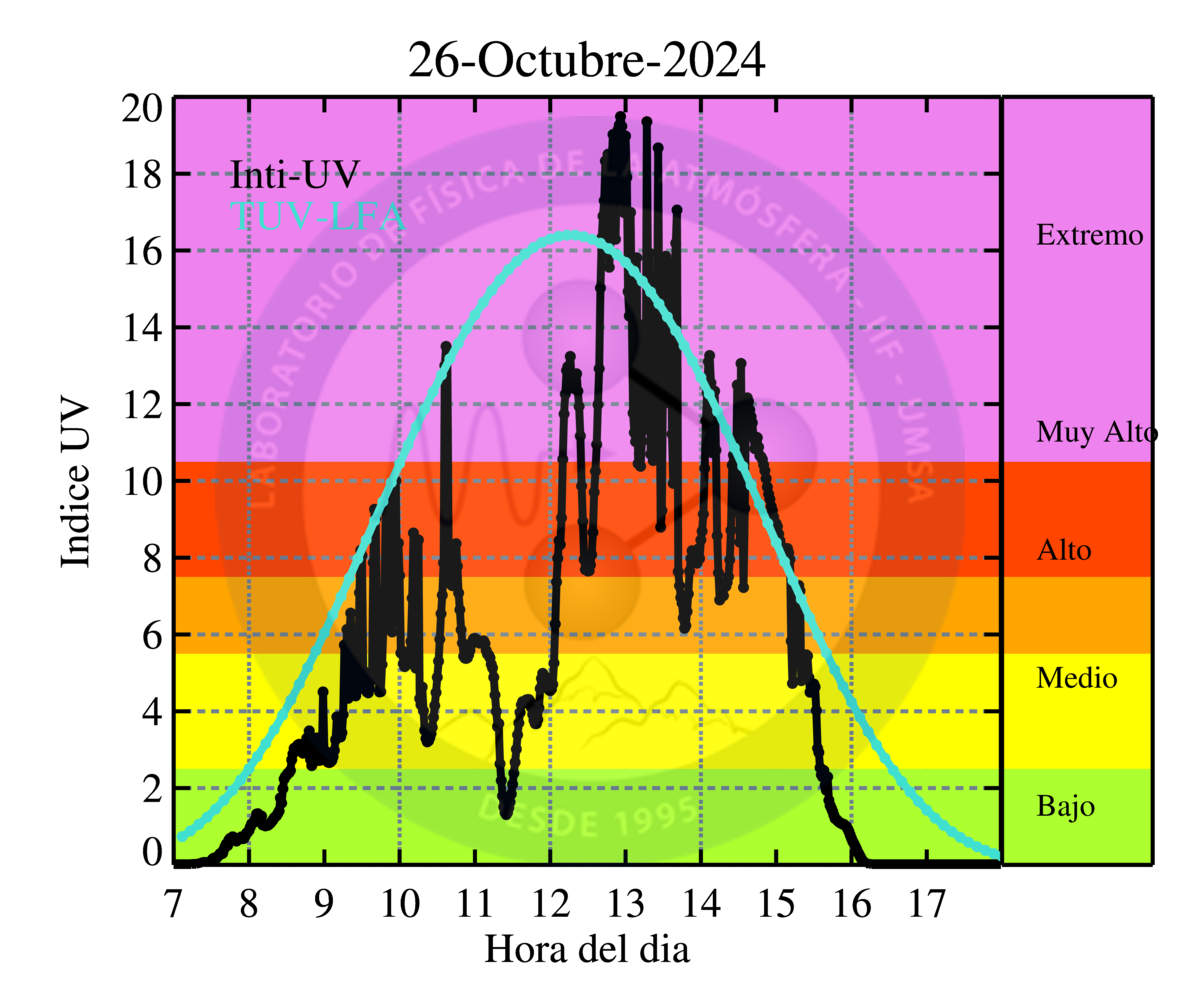 26-Octubre-2024
20
18
16
14
12
10
8
6
4
2
0
Indice UV
Inti-UV
TUV-LFA
LABORATORIO DE FÍSICA DE LA ATMÓSFERA - IIF - UMSA
DESDE 1995
Extremo
Muy Alto
Alto
Medio
Bajo
7 8 9 10 11 12 13 14 15 16 17
Hora del dia